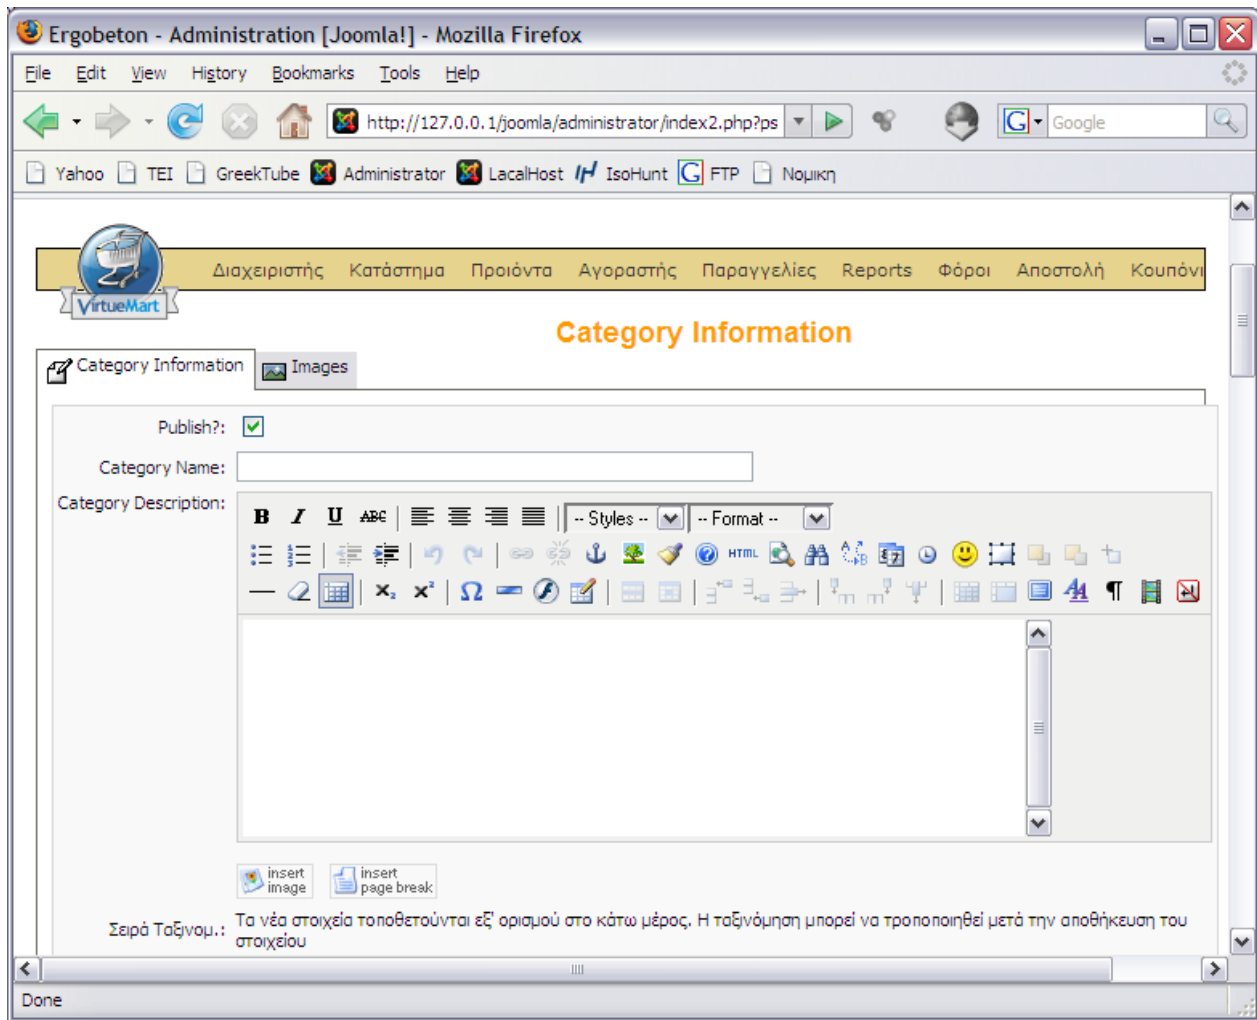 Ergobeton - Administration [Joomla!] - Mozilla Firefox
File Edit View History Bookmarks Tools Help
http://127.0.0.1/joomla/administrator/index2.php?ps
G Google
Yahoo TEI GreekTube Administrator LacalHost IsoHunt FTP Νομικη
VirtueMart
Διαχειριστής Κατάστημα Προιόντα Αγοραστής Παραγγελίες Reports Φόροι Αποστολή Κουπόνι
Category Information
Category Information Images
Publish?:
Category Name:
Category Description:
B I U ABC -- Styles -- -- Format --
HTML
insert image insert page break
Σειρά Ταξινομ.: Τα νέα στοιχεία τοποθετούνται εξ' ορισμού στο κάτω μέρος. Η ταξινόμηση μπορεί να τροποποιηθεί μετά την αποθήκευση του
στοιχείου
Done